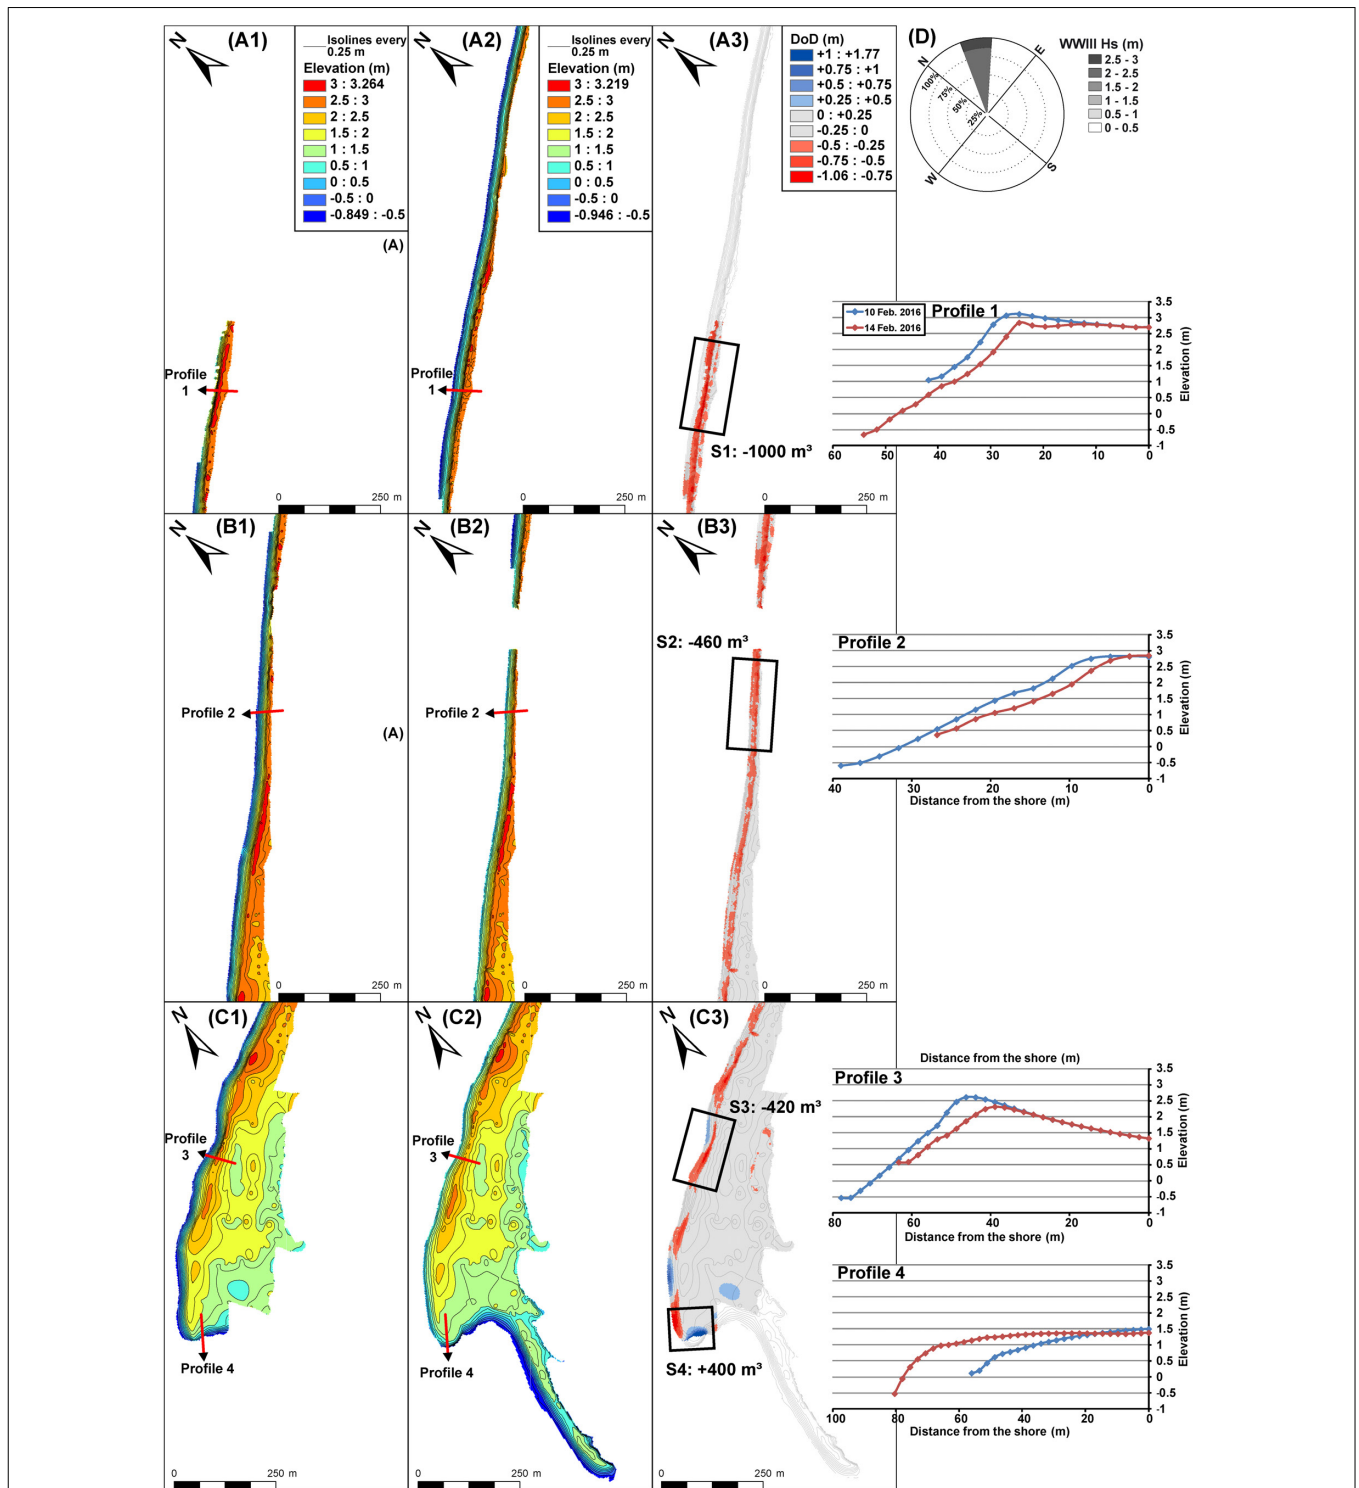 N
(A1)
Isolines every
0.25 m
Elevation (m)
3 : 3.264
2.5 : 3
2 : 2.5
1.5 : 2
1 : 1.5
0.5 : 1
0 : 0.5
-0.5 : 0
-0.849 : -0.5
(A)
Profile
1
0 250 m
N
(A2)
Isolines every
0.25 m
Elevation (m)
3 : 3.219
2.5 : 3
2 : 2.5
1.5 : 2
1 : 1.5
0.5 : 1
0 : 0.5
-0.5 : 0
-0.946 : -0.5
Profile
1
0 250 m
N
(A3)
DoD (m)
+1 : +1.77
+0.75 : +1
+0.5 : +0.75
+0.25 : +0.5
0 : +0.25
-0.25 : 0
-0.5 : -0.25
-0.75 : -0.5
-1.06 : -0.75
S1: -1000 m³
0 250 m
(D)
N
E
S
W
100%
75%
50%
25%
WWIII Hs (m)
2.5 - 3
2 - 2.5
1.5 - 2
1 - 1.5
0.5 - 1
0 - 0.5
10 Feb. 2016
14 Feb. 2016
Profile 1
3.5
3
2.5
2
1.5
1
0.5
0
-0.5
-1
Elevation (m)
60 50 40 30 20 10 0
N
(B1)
Profile 2
(A)
0 250 m
N
(B2)
Profile 2
0 250 m
N
(B3)
S2: -460 m³
0 250 m
Profile 2
3.5
3
2.5
2
1.5
1
0.5
0
-0.5
-1
Elevation (m)
40 30 20 10 0
Distance from the shore (m)
N
(C1)
Profile
3
Profile 4
0 250 m
N
(C2)
Profile
3
Profile 4
0 250 m
N
(C3)
S3: -420 m³
S4: +400 m³
0 250 m
Distance from the shore (m)
Profile 3
3.5
3
2.5
2
1.5
1
0.5
0
-0.5
-1
Elevation (m)
80 60 40 20 0
Distance from the shore (m)
Profile 4
3.5
3
2.5
2
1.5
1
0.5
0
-0.5
-1
Elevation (m)
100 80 60 40 20 0
Distance from the shore (m)